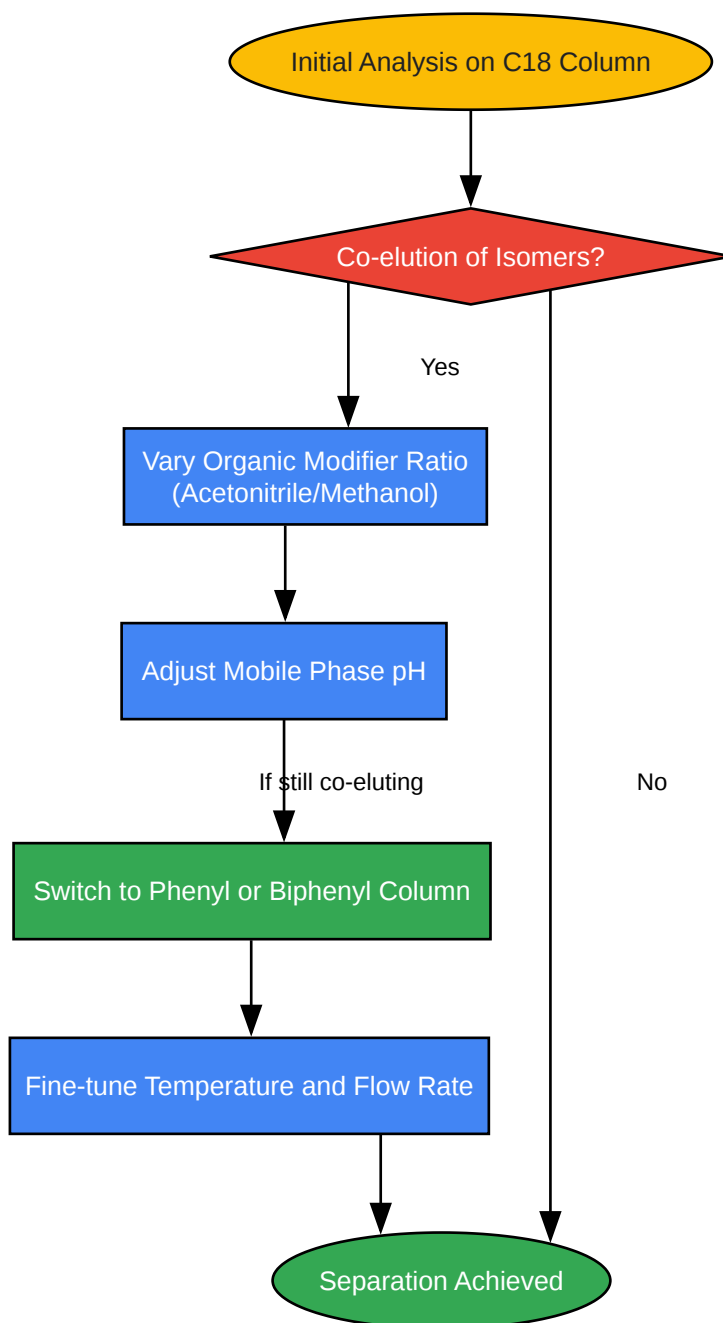 Initial Analysis on C18 Column
Co-elution of Isomers?
Yes
Vary Organic Modifier Ratio
(Acetonitrile/Methanol)
Adjust Mobile Phase pH
If still co-eluting
No
Switch to Phenyl or Biphenyl Column
Fine-tune Temperature and Flow Rate
Separation Achieved